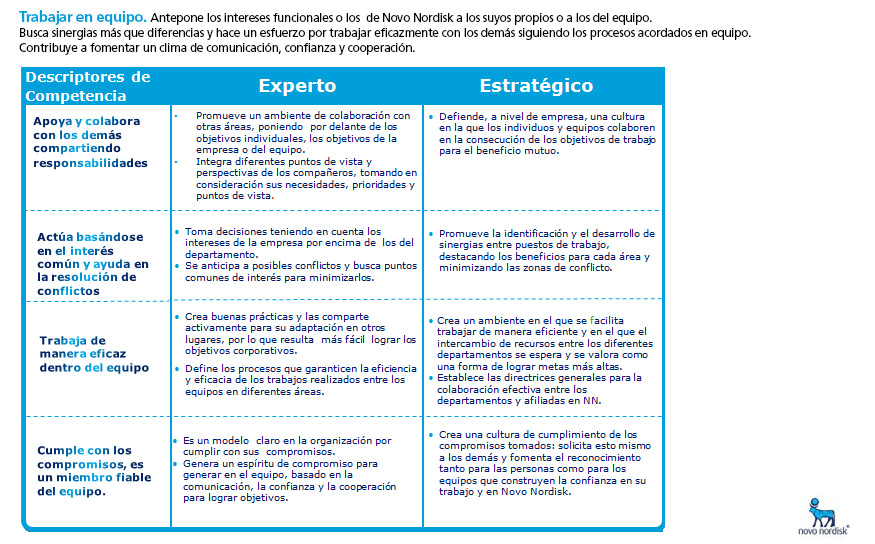 Trabajar en equipo. Antepone los intereses funcionales o los  de Novo Nordisk a los suyos propios o a los del equipo.
Busca sinergias más que diferencias y hace un esfuerzo por trabajar eficazmente con los demás siguiendo los procesos acordados en equipo.
Contribuye a fomentar un clima de comunicación, confianza y cooperación.
Descriptores de
Competencia
Experto
Estratégico
Apoya y colabora
con los demás
compartiendo
responsabilidades
- Promueve un ambiente de colaboración con
otras áreas, poniendo  por delante de los
objetivos individuales, los objetivos de la
empresa o del equipo.
- Integra diferentes puntos de vista y
perspectivas de los compañeros, tomando en
consideración sus necesidades, prioridades y
puntos de vista.
• Defiende, a nivel de empresa, una cultura
en la que los individuos y equipos colaboren
en la consecución de los objetivos de trabajo
para el beneficio mutuo.
Actúa basándose
en el interés
común y ayuda en
la resolución de
conflictos
• Toma decisiones teniendo en cuenta los
intereses de la empresa por encima de  los del
departamento.
• Se anticipa a posibles conflictos y busca puntos
comunes de interés para minimizarlos.
• Promueve la identificación y el desarrollo de
sinergias entre puestos de trabajo,
destacando los beneficios para cada área y
minimizando las zonas de conflicto.
Trabaja de
manera eficaz
dentro del equipo
• Crea buenas prácticas y las comparte
activamente para su adaptación en otros
lugares, por lo que resulta  más fácil  lograr los
objetivos corporativos.
• Define los procesos que garanticen la eficiencia
y eficacia de los trabajos realizados entre los
equipos en diferentes áreas.
• Crea un ambiente en el que se facilita
trabajar de manera eficiente y en el que el
intercambio de recursos entre los diferentes
departamentos se espera y se valora como
una forma de lograr metas más altas.
• Establece las directrices generales para la
colaboración efectiva entre los
departamentos y afiliadas en NN.
Cumple con los
compromisos, es
un miembro fiable
del equipo.
• Es un modelo  claro en la organización por
cumplir con sus  compromisos.
• Genera un espíritu de compromiso para
generar en el equipo, basado en la
comunicación, la confianza y la cooperación
para lograr objetivos.
• Crea una cultura de cumplimiento de los
compromisos tomados: solicita esto mismo
a los demás y fomenta el reconocimiento
tanto para las personas como para los
equipos que construyen la confianza en su
trabajo y en Novo Nordisk.
novo nordisk®